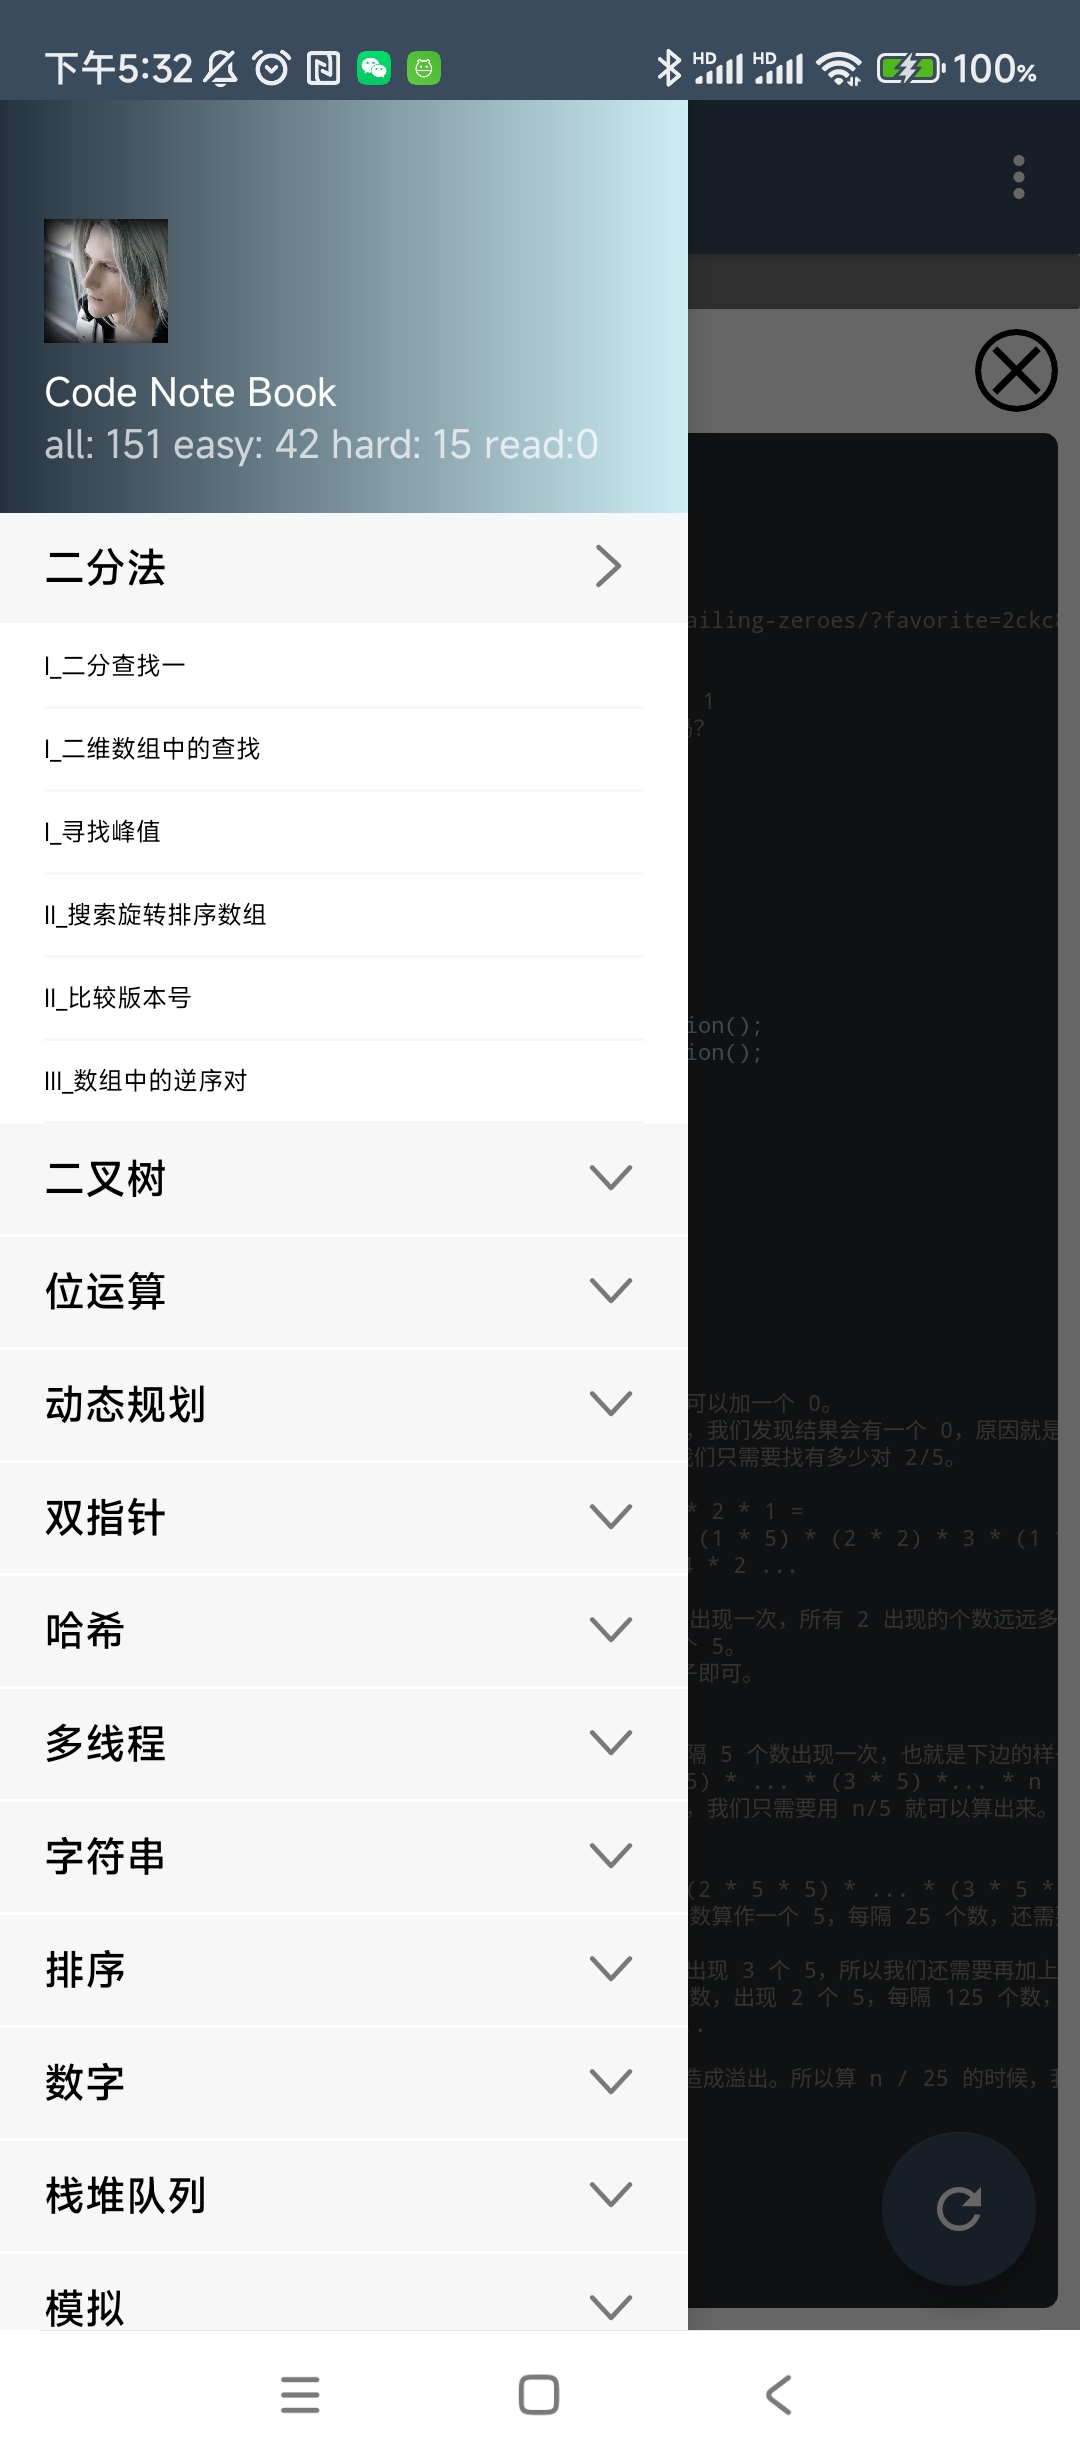 下午5:32 HD HD 100%
Code Note Book
all: 151 easy: 42 hard: 15 read:0
二分法
I_二分查找一
ailing-zeroes/?favorite=2ckc
1
I_二维数组中的查找
I_寻找峰值
II_搜索旋转排序数组
II_比较版本号
ion();
ion();
III_数组中的逆序对
二叉树
位运算
动态规划
可以加一个 0。
，我们发现结果会有一个 0，原因就是
们只需要找有多少对 2/5。
双指针
* 2 * 1 =
(1 * 5) * (2 * 2) * 3 * (1
* 2 ...
哈希
出现一次，所有 2 出现的个数远远多
个 5。
子即可。
多线程
隔 5 个数出现一次，也就是下边的样
5) * ... * (3 * 5) *... * n
，我们只需要用 n/5 就可以算出来。
字符串
(2 * 5 * 5) * ... * (3 * 5 *
数算作一个 5，每隔 25 个数，还需
排序
出现 3 个 5，所以我们还需要再加上
数，出现 2 个 5，每隔 125 个数，
.
数字
造成溢出。所以算 n / 25 的时候，
栈堆队列
模拟